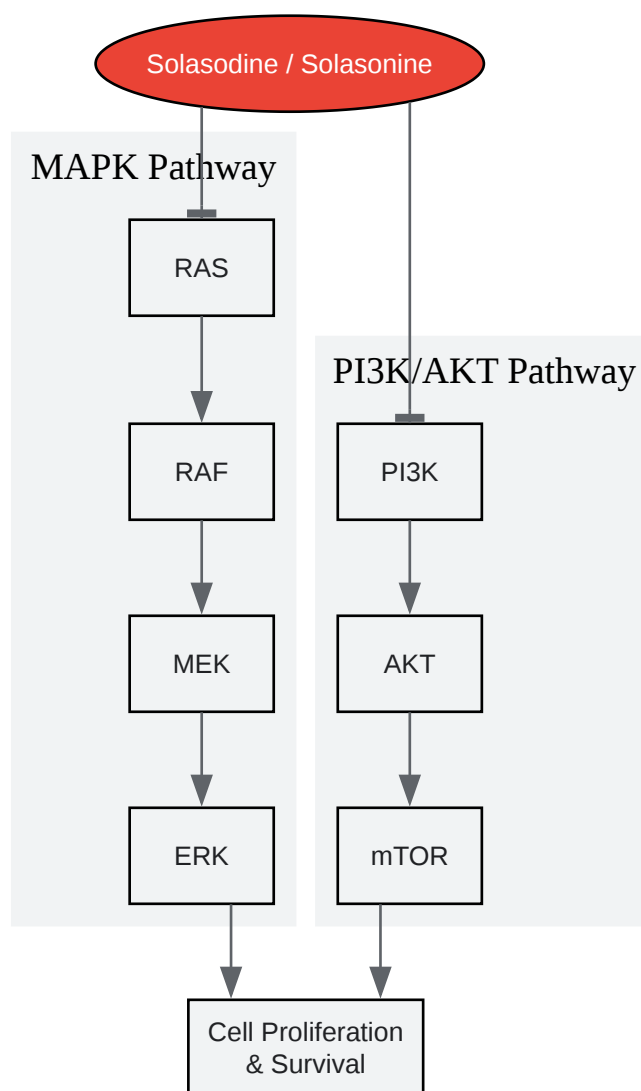 Solasodine / Solasonine
MAPK Pathway
RAS
PI3K/AKT Pathway
RAF
PI3K
MEK
AKT
ERK
mTOR
Cell Proliferation
& Survival